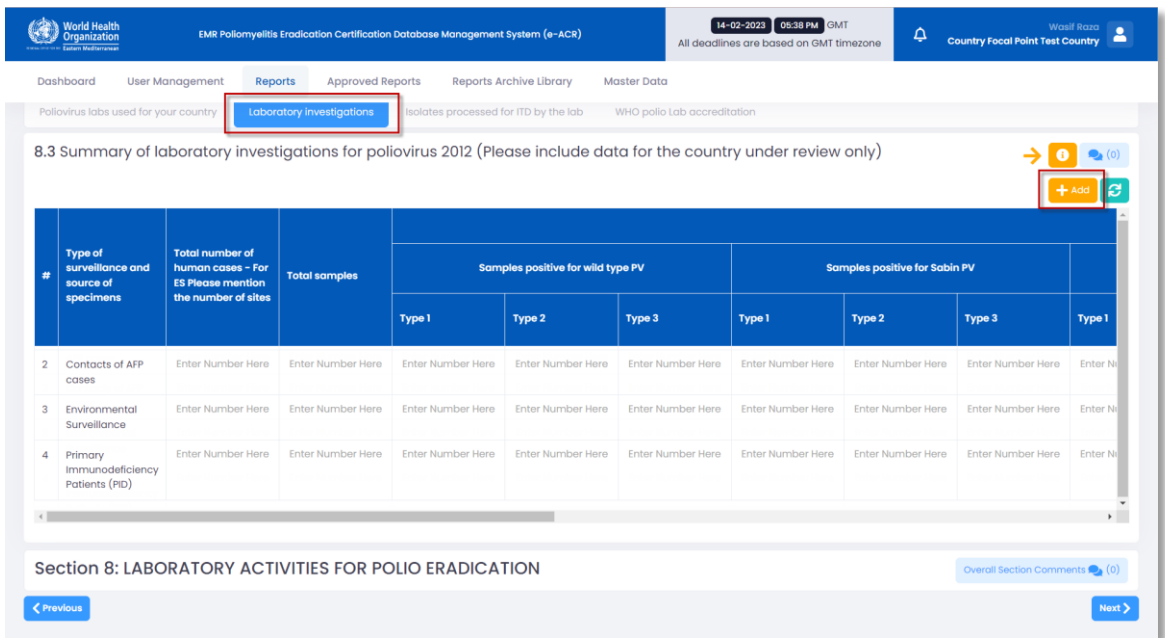 World Health
Organization
Eastern Mediterranean
EMR Poliomyelitis Eradication Certification Database Management System (e-ACR)
14-02-2023 05:38 PM GMT
All deadlines are based on GMT timezone
Wasif Raza
Country Focal Point Test Country
Dashboard User Management Reports Approved Reports Reports Archive Library Master Data
Poliovirus labs used for your country Laboratory investigations Isolates processed for ITD by the lab WHO polio Lab accreditation
8.3 Summary of laboratory investigations for poliovirus 2012 (Please include data for the country under review only)
(0)
+ Add
# Type of surveillance and source of specimens
Total number of human cases - For ES Please mention the number of sites
Total samples
Samples positive for wild type PV Samples positive for Sabin PV
Type 1 Type 2 Type 3 Type 1 Type 2 Type 3 Type 1
2 Contacts of AFP cases Enter Number Here Enter Number Here Enter Number Here Enter Number Here Enter Number Here Enter Number Here Enter Number Here Enter Number Here Enter
3 Environmental Surveillance Enter Number Here Enter Number Here Enter Number Here Enter Number Here Enter Number Here Enter Number Here Enter Number Here Enter Number Here Enter
4 Primary Immunodeficiency Patients (PID) Enter Number Here Enter Number Here Enter Number Here Enter Number Here Enter Number Here Enter Number Here Enter Number Here Enter Number Here Enter
Section 8: LABORATORY ACTIVITIES FOR POLIO ERADICATION
Overall Section Comments (0)
Previous
Next